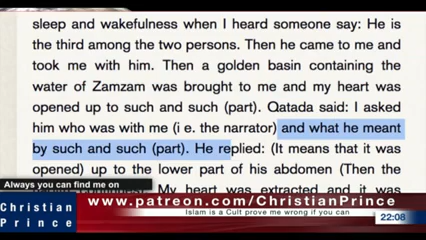 sleep and wakefulness when I heard someone say: He is
the third among the two persons. Then he came to me and
took me with him. Then a golden basin containing the
water of Zamzam was brought to me and my heart was
opened up to such and such (part). Qatada said: I asked
him who was with me (i e. the narrator) and what he meant
by such and such (part). He replied: (It means that it was
opened) up to the lower part of his abdomen (Then the
My heart was extracted and it was
Always you can find me on
Christian
Prince
www.patreon.com/ChristianPrince
Islam is a Cult prove me wrong if you can
22:08